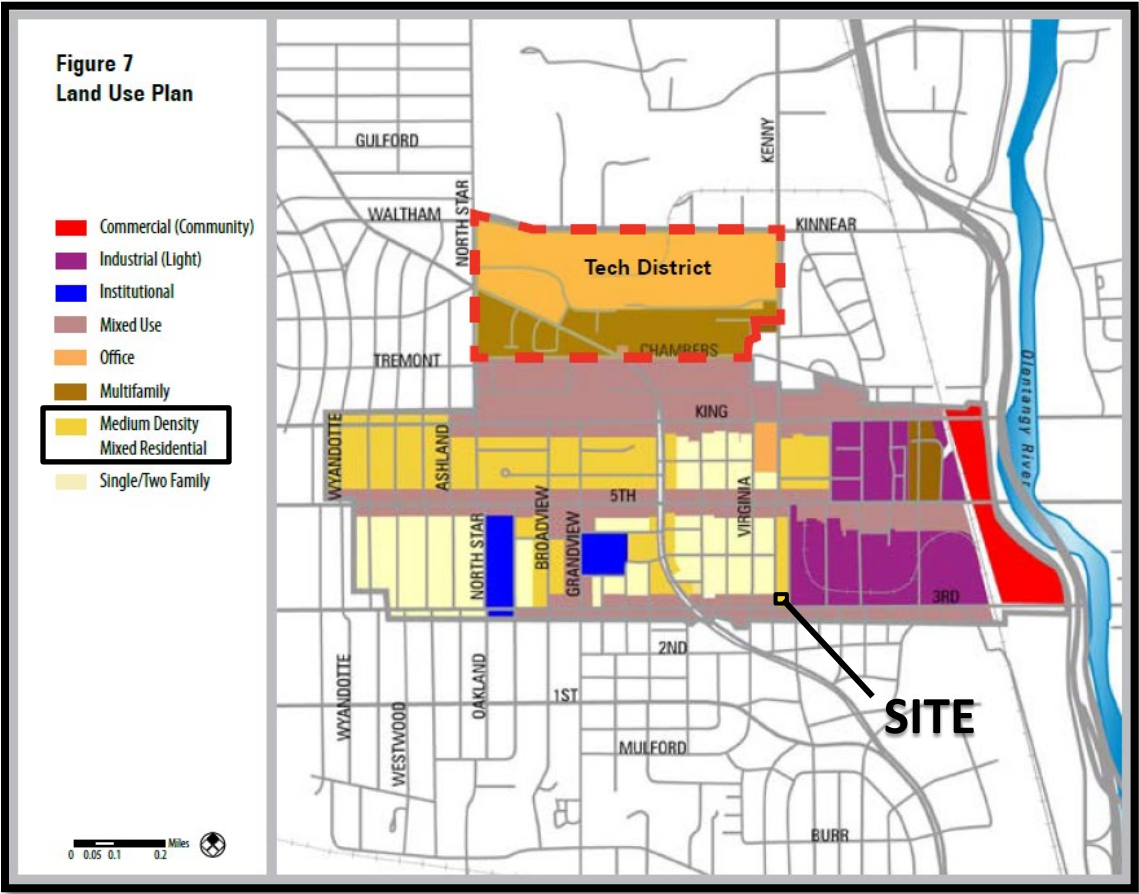 Figure 7
Land Use Plan
Commercial (Community)
Industrial (Light)
Institutional
Mixed Use
Office
Multifamily
Medium Density
Mixed Residential
Single/Two Family
Miles
0 0.05 0.1 0.2
GULFORD
KENNY
WALTHAM
NORTH STAR
KINNEAR
Tech District
CHAMBERS
TREMONT
KING
Olentangy River
WYANDOTTE
ASHLAND
5TH
VIRGINIA
BROADVIEW
GRANDVIEW
NORTH STAR
3RD
2ND
WYANDOTTE
OAKLAND
1ST
WESTWOOD
SITE
MULFORD
BURR